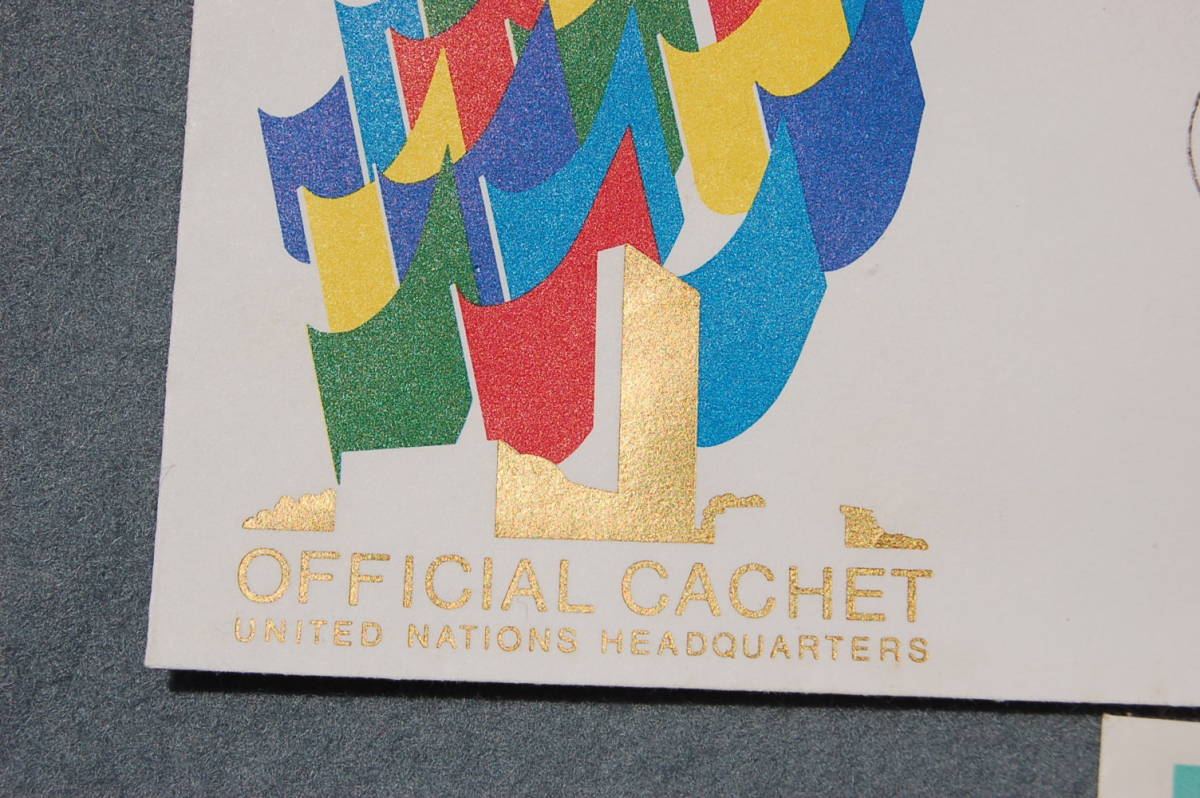 OFFICIAL CACHET
UNITED NATIONS HEADQUARTERS